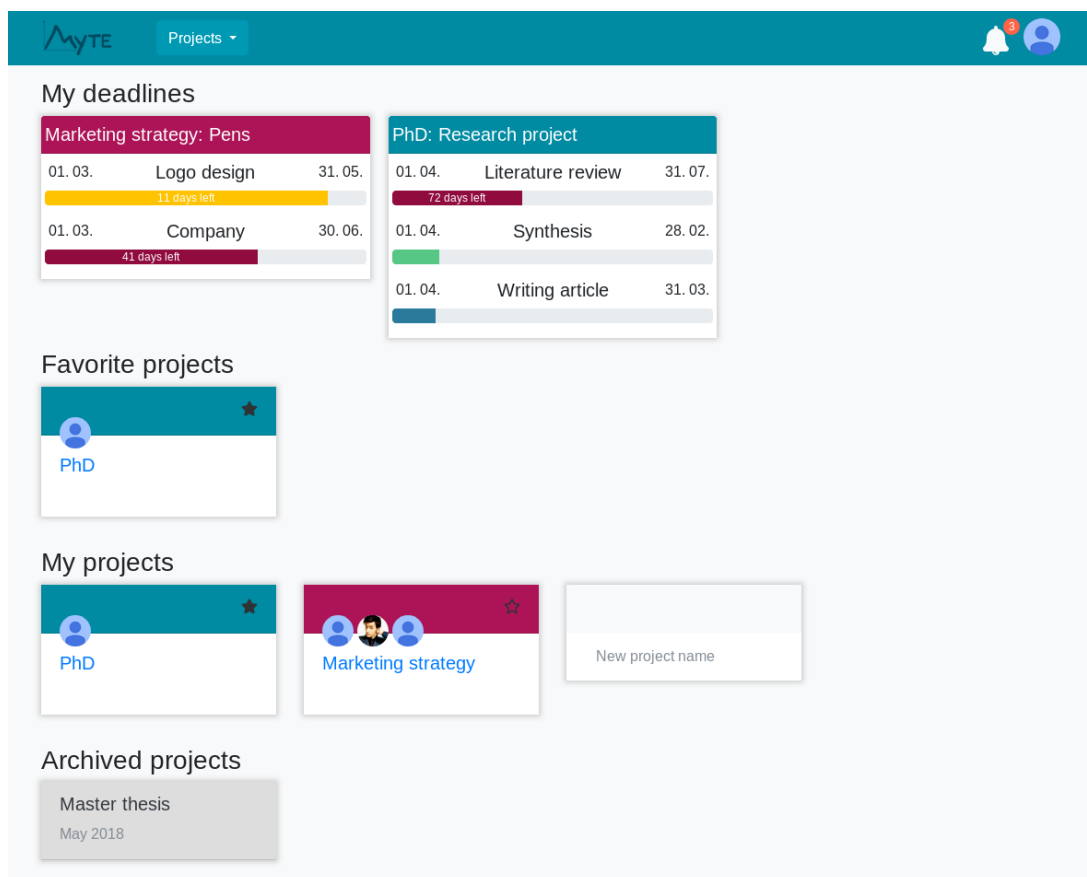 MYTE
Projects
3
My deadlines
Marketing strategy: Pens
01. 03. Logo design 31. 05.
11 days left
01. 03. Company 30. 06.
41 days left
PhD: Research project
01. 04. Literature review 31. 07.
72 days left
01. 04. Synthesis 28. 02.
01. 04. Writing article 31. 03.
Favorite projects
PhD
My projects
PhD
Marketing strategy
New project name
Archived projects
Master thesis
May 2018